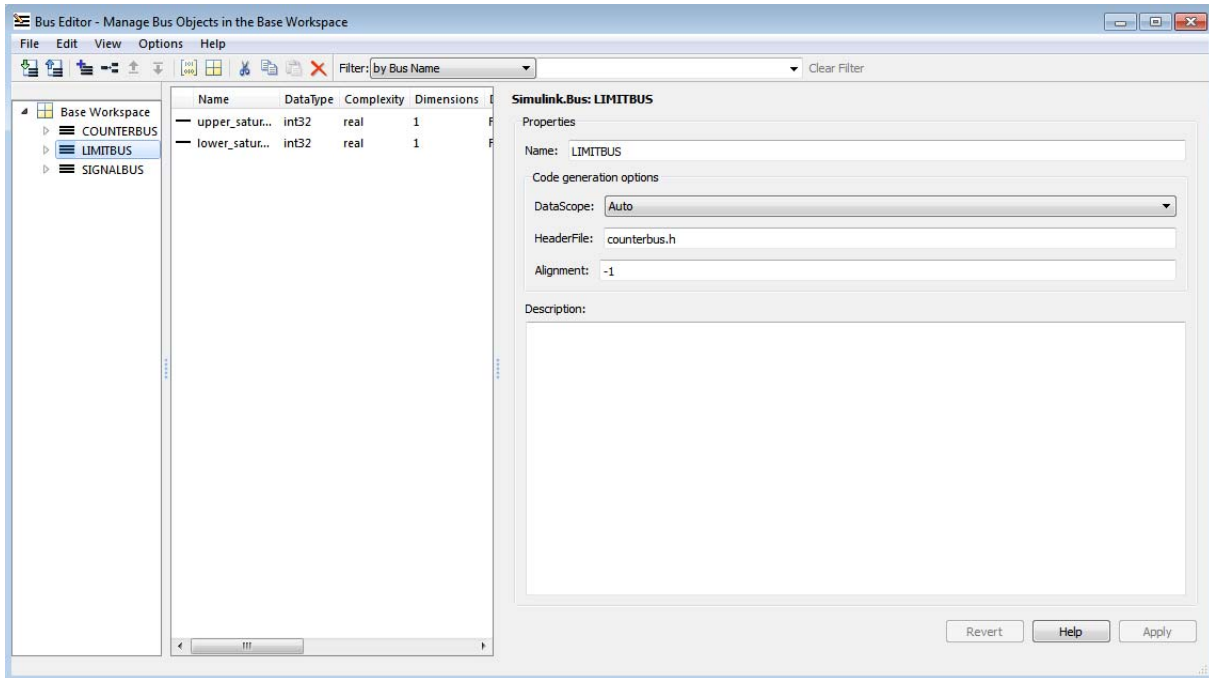 Bus Editor - Manage Bus Objects in the Base Workspace
File Edit View Options Help
Filter: by Bus Name Clear Filter
Base Workspace
COUNTERBUS
LIMITBUS
SIGNALBUS
Name DataType Complexity Dimensions
upper_satur... int32 real 1
lower_satur... int32 real 1
Simulink.Bus: LIMITBUS
Properties
Name: LIMITBUS
Code generation options
DataScope: Auto
HeaderFile: counterbus.h
Alignment: -1
Description:
Revert Help Apply